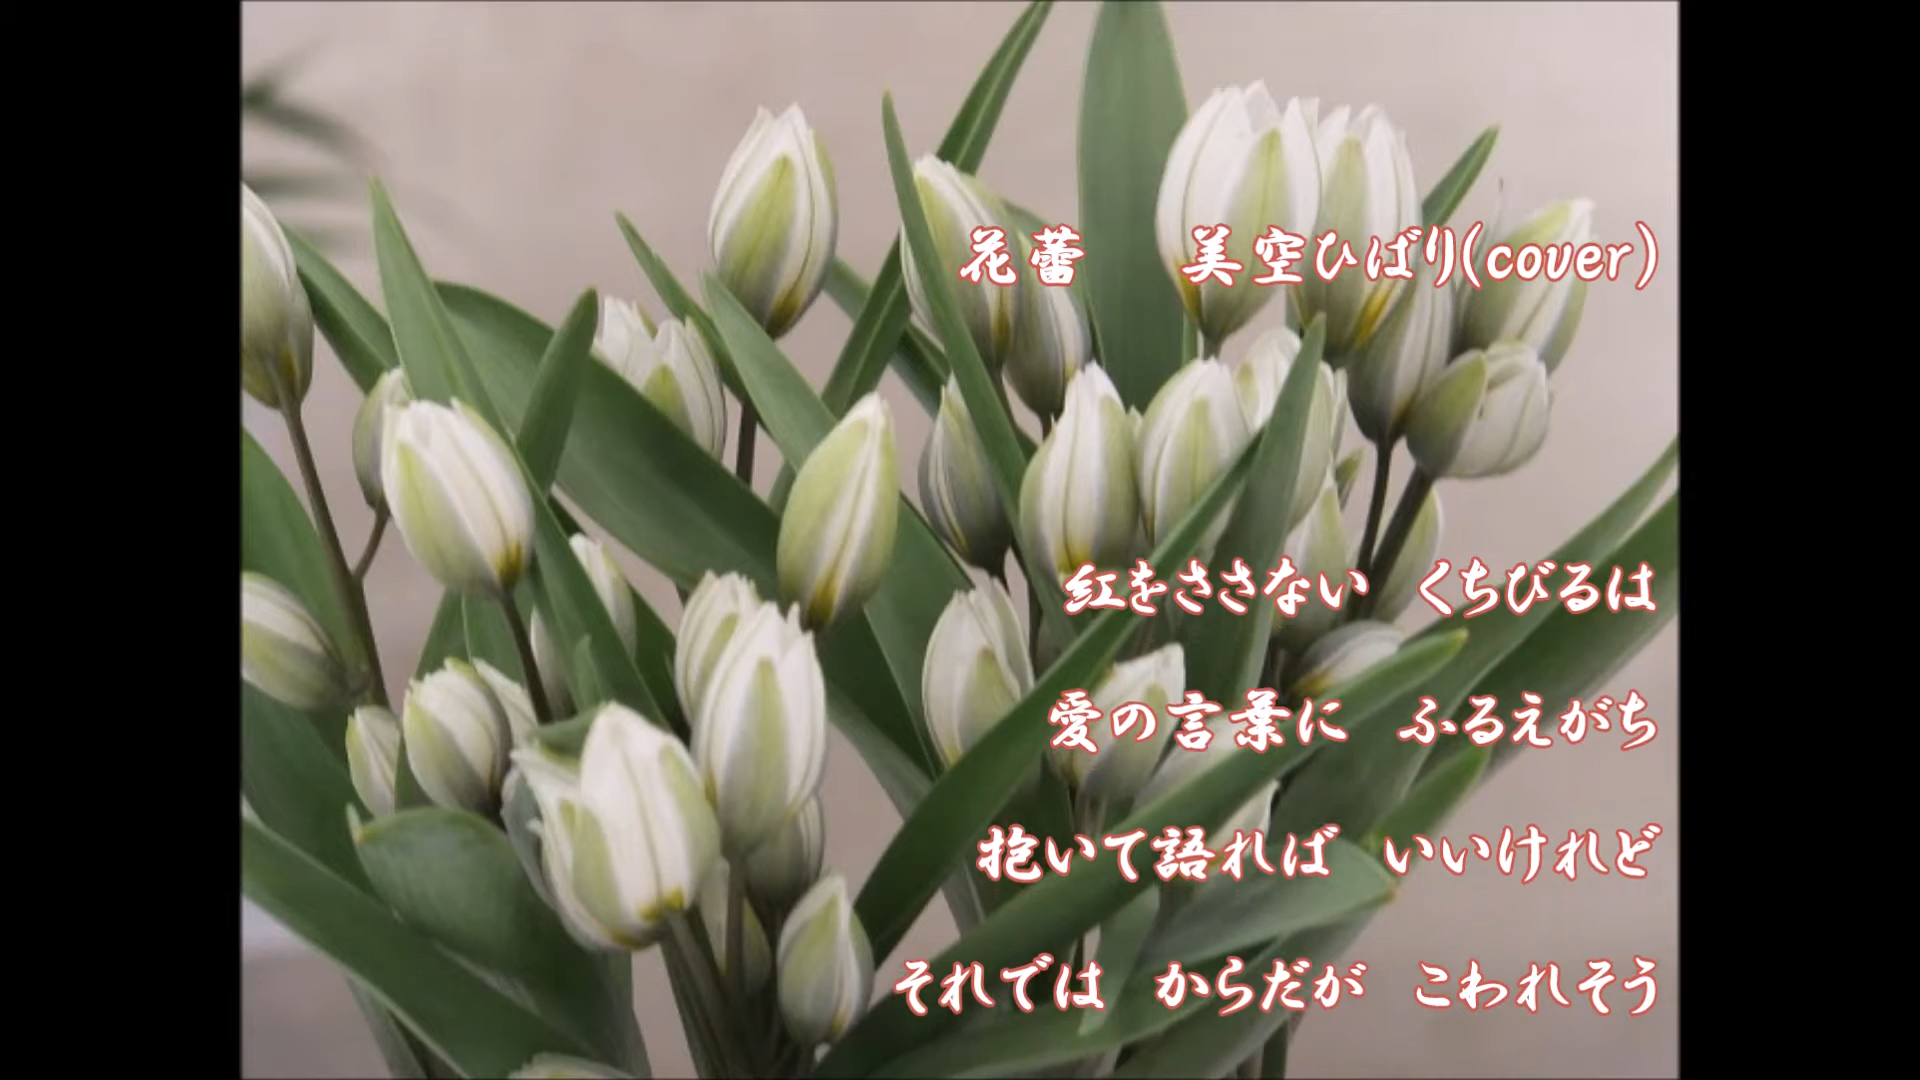 花蕾　美空ひばり(cover)
紅をささない　くちびるは
愛の言葉に　ふるえがち
抱いて語れば　いいけれど
それでは　からだが　こわれそう